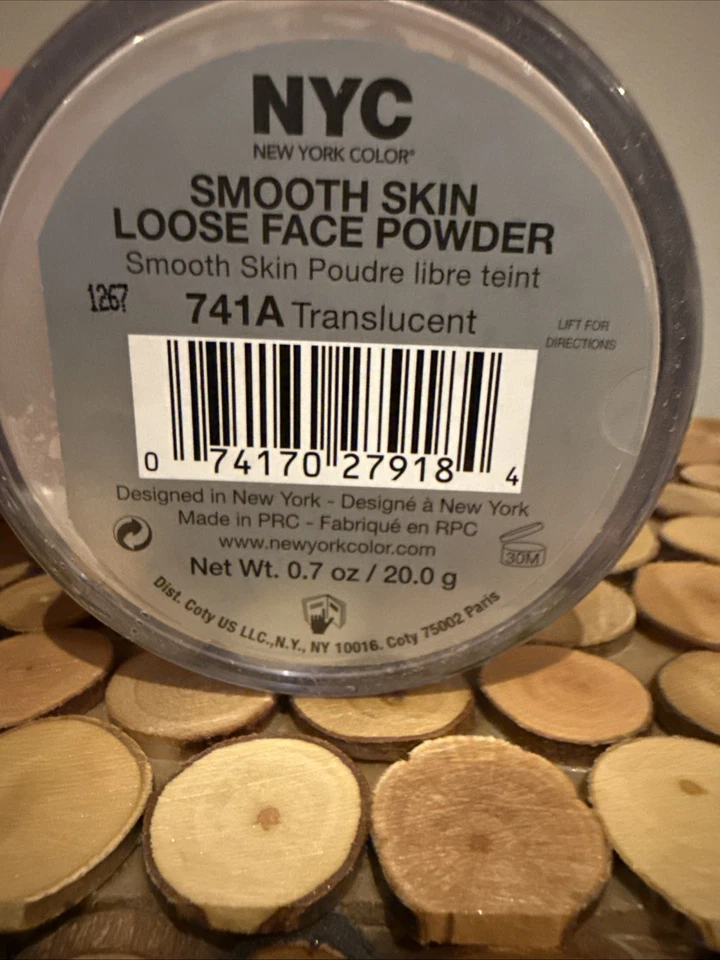 NYC
NEW YORK COLOR®
SMOOTH SKIN
LOOSE FACE POWDER
Smooth Skin Poudre libre teint
1267
741A Translucent
LIFT FOR
DIRECTIONS
0 74170 27918 4
Designed in New York - Designé à New York
Made in PRC - Fabriqué en RPC
www.newyorkcolor.com
30M
Net Wt. 0.7 oz / 20.0 g
Dist. Coty US LLC.,N.Y., NY 10016. Coty 75002 Paris